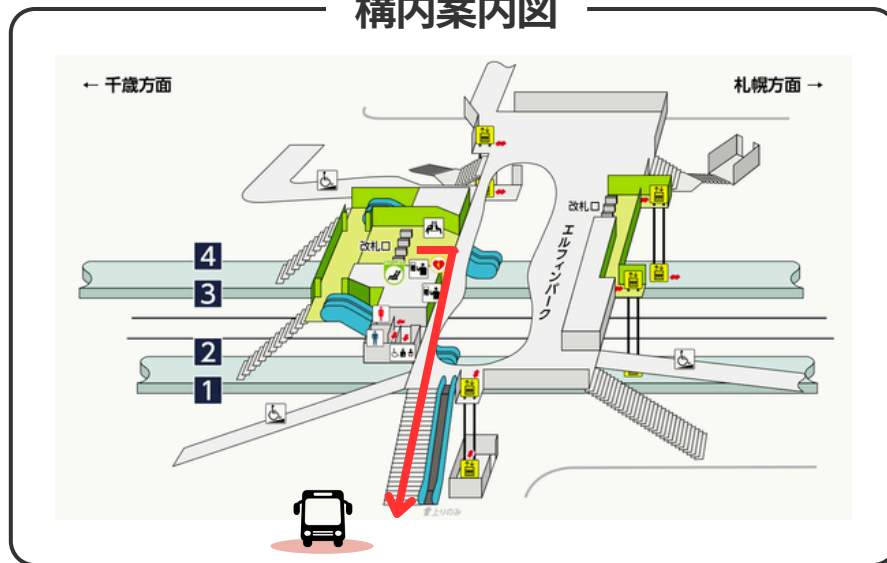 構内案内図
← 千歳方面
札幌方面 →
改札口
改札口
エルフィンパーク
4
3
2
1
上りのみ